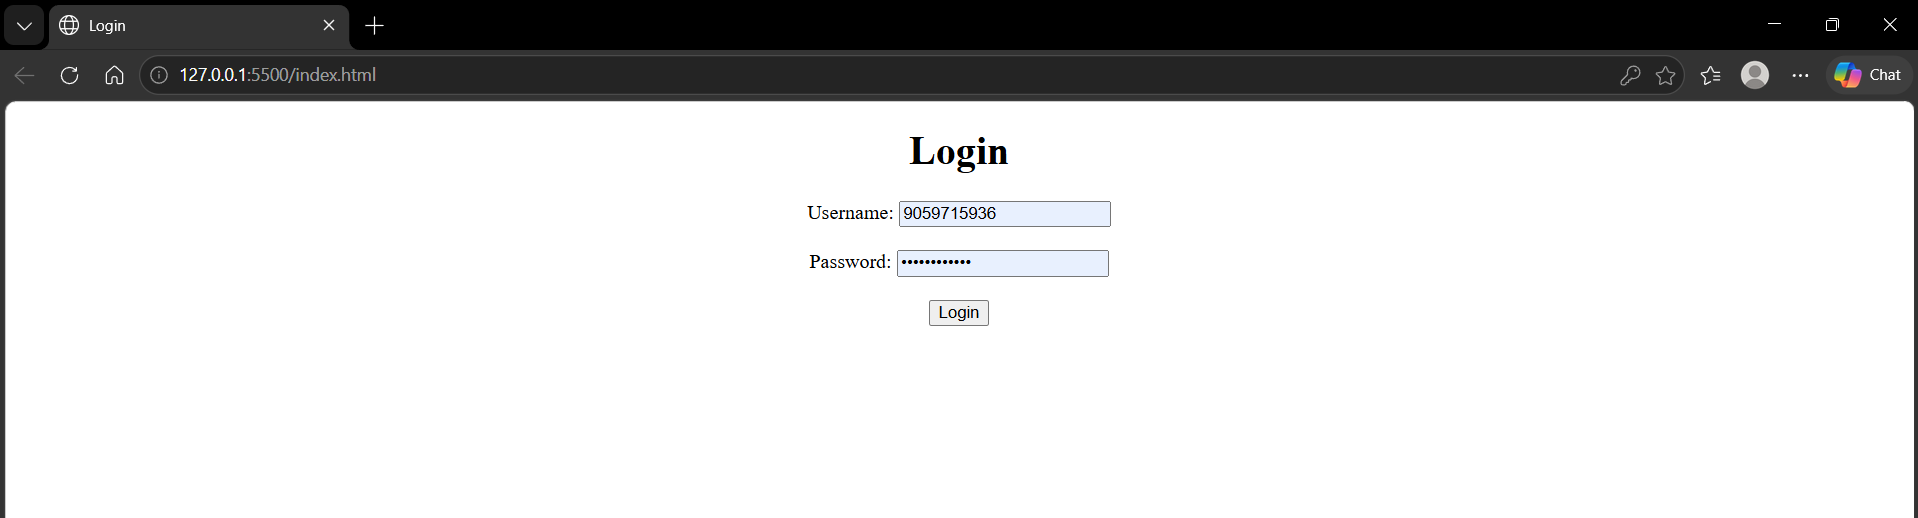 Login
127.0.0.1:5500/index.html
Chat
Login
Username: 9059715936
Password: ••••••••••••
Login